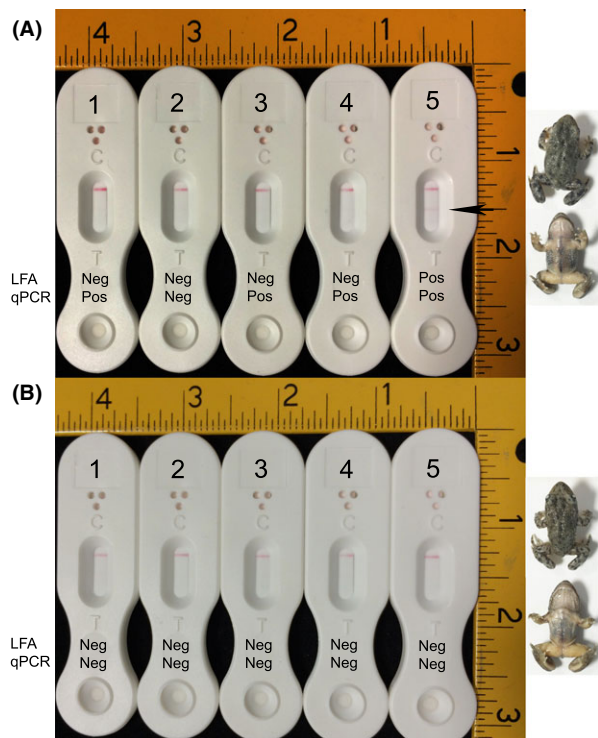 (A)
4 3 2 1
1 2 3 4 5
C C C C C
1
T T T T T
2
LFA Neg Neg Neg Neg Pos
qPCR Pos Neg Pos Pos Pos
3
(B)
4 3 2 1
1 2 3 4 5
C C C C C
1
T T T T T
2
LFA Neg Neg Neg Neg Neg
qPCR Neg Neg Neg Neg Neg
3